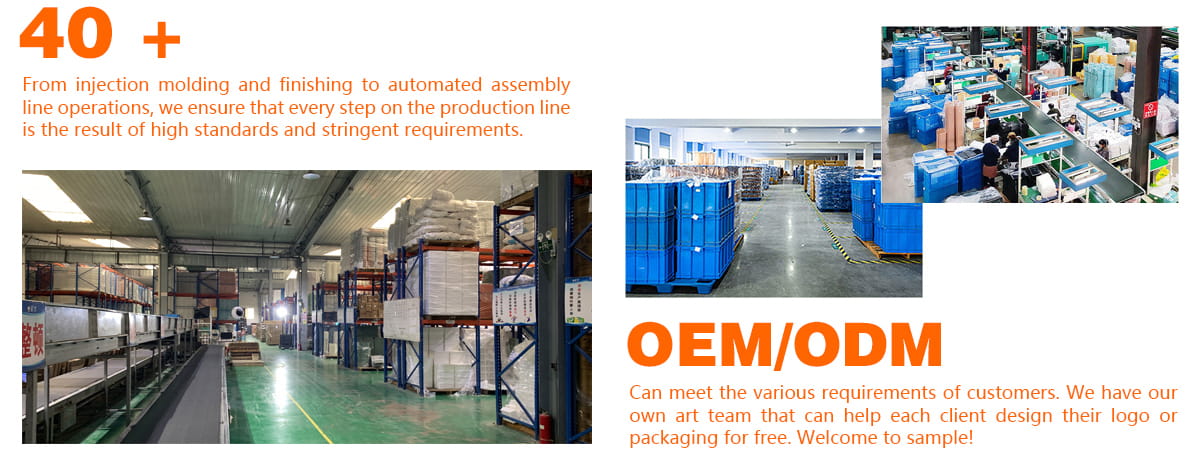 40 +
From injection molding and finishing to automated assembly
line operations, we ensure that every step on the production line
is the result of high standards and stringent requirements.
OEM/ODM
Can meet the various requirements of customers. We have our
own art team that can help each client design their logo or
packaging for free. Welcome to sample!